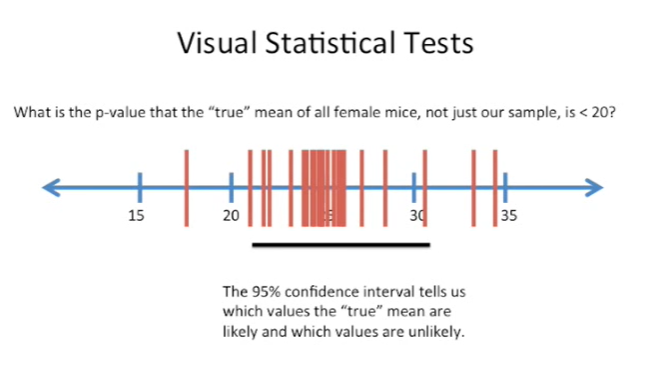 Visual Statistical Tests
What is the p-value that the “true” mean of all female mice, not just our sample, is < 20?
15 20 30 35
The 95% confidence interval tells us
which values the “true” mean are
likely and which values are unlikely.